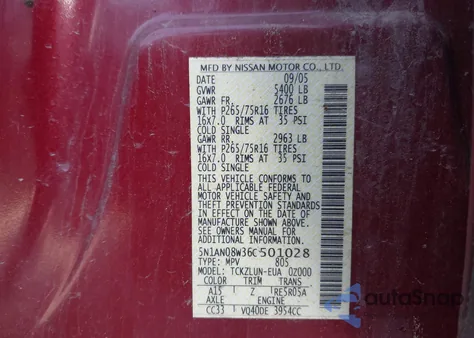 MFD BY NISSAN MOTOR CO., LTD.
DATE 09/05
GVWR 5400 LB
GAWR FR. 2676 LB
WITH P265/75R16 TIRES
16X7.0 RIMS AT 35 PSI
COLD SINGLE
GAWR RR. 2963 LB
WITH P265/75R16 TIRES
16X7.0 RIMS AT 35 PSI
COLD SINGLE
THIS VEHICLE CONFORMS TO
ALL APPLICABLE FEDERAL
MOTOR VEHICLE SAFETY AND
THEFT PREVENTION STANDARDS
IN EFFECT ON THE DATE OF
MANUFACTURE SHOWN ABOVE.
SEE OWNERS MANUAL FOR
ADDITIONAL INFORMATION
5N1AN08W36C501028
TYPE: MPV 805
MODEL: TCKZLUN-EUA 0Z000
COLOR TRIM TRANS
A15 Z RE5R05A
AXLE ENGINE
CC33 VQ40DE 3954CC
autoSnap